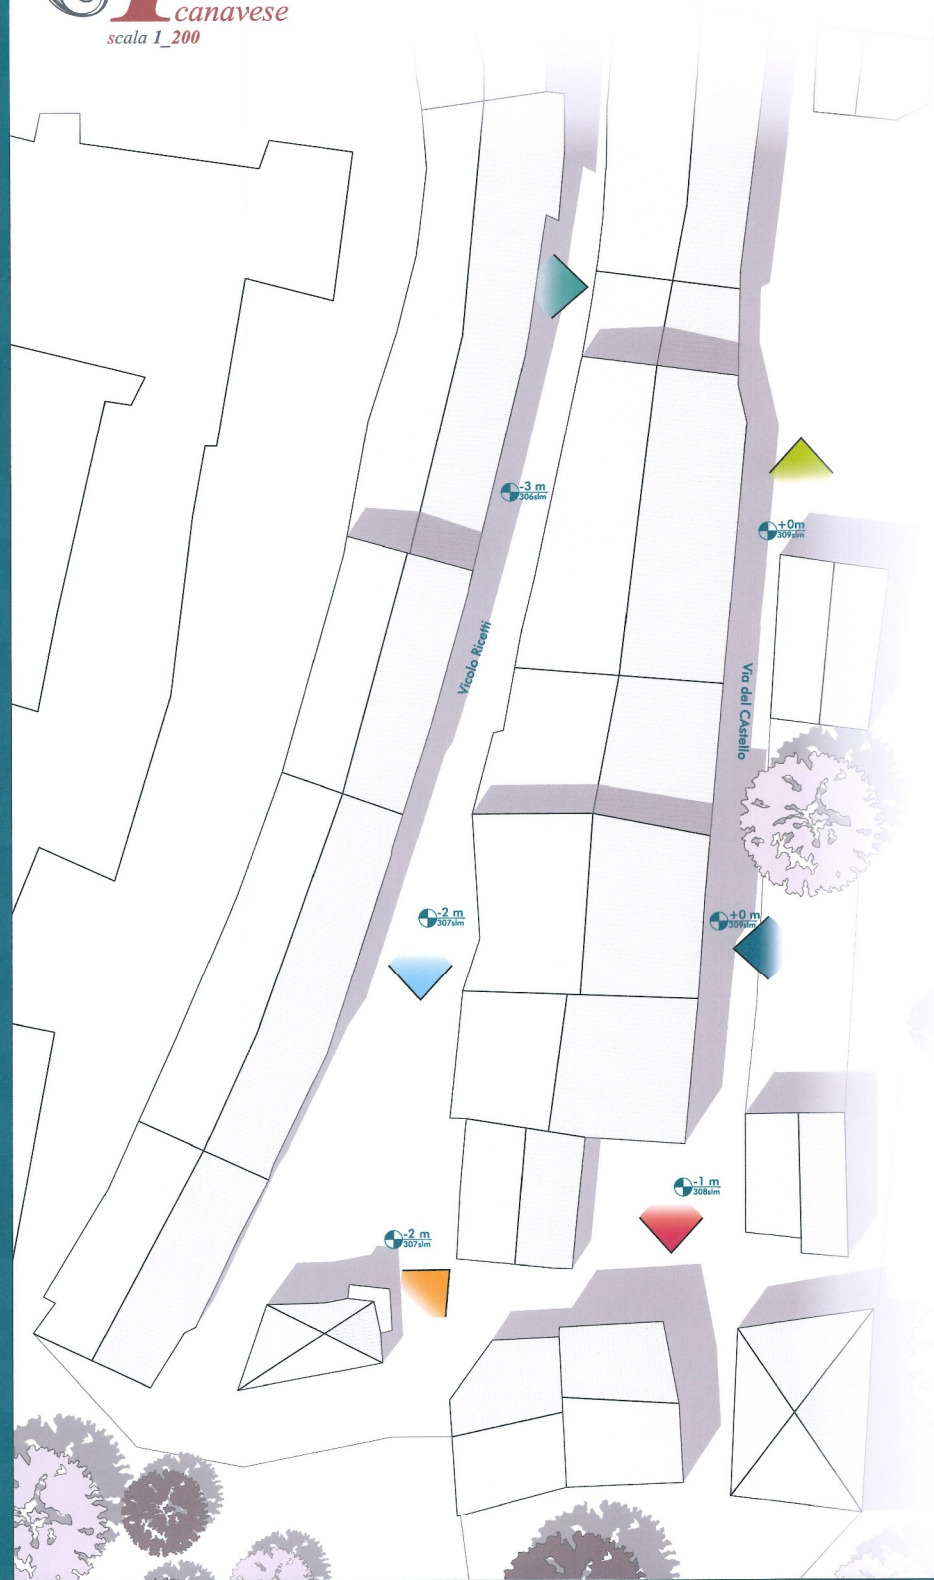 canavese
scala 1_200
-3 m
306slm
+0m
309slm
Vicolo Ricetti
Via del CAstello
-2 m
307slm
+0 m
309slm
-1 m
308slm
-2 m
307slm